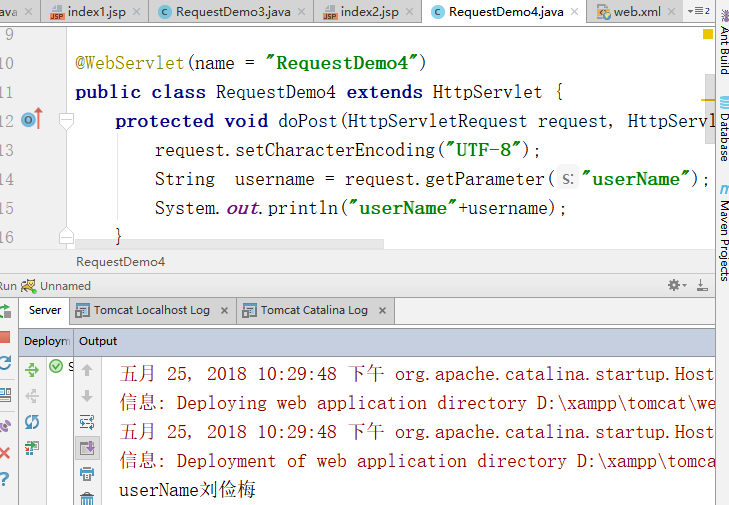 ava index1.jsp RequestDemo3.java index2.jsp RequestDemo4.java web.xml 2
9
10 @WebServlet(name = "RequestDemo4")
11 public class RequestDemo4 extends HttpServlet {
12 protected void doPost(HttpServletRequest request, HttpServl
13 request.setCharacterEncoding("UTF-8");
14 String username = request.getParameter( s: "userName");
15 System.out.println("userName"+username);
16 }
RequestDemo4
Run Unnamed
Server Tomcat Localhost Log Tomcat Catalina Log
Deploym Output
五月 25, 2018 10:29:48 下午 org.apache.catalina.startup.Host
信息: Deploying web application directory D:\xampp\tomcat\we
五月 25, 2018 10:29:48 下午 org.apache.catalina.startup.Host
信息: Deployment of web application directory D:\xampp\tomca
userName刘俭梅
Ant Build
Database
Maven Projects